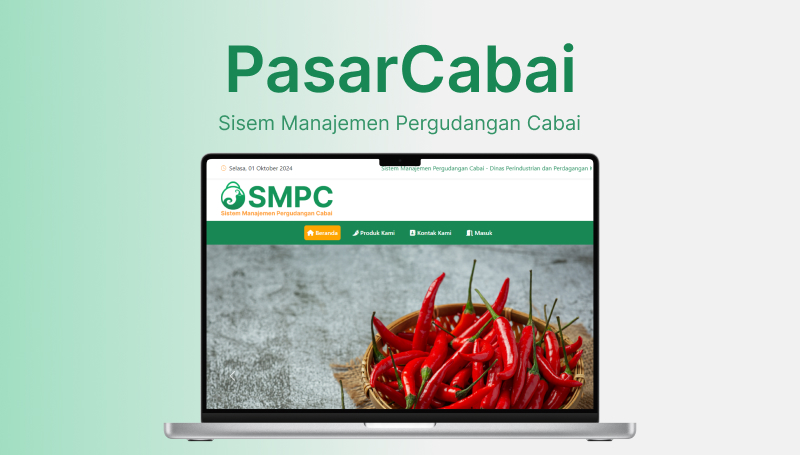 PasarCabai
Sisem Manajemen Pergudangan Cabai
Selasa, 01 Oktober 2024
Sistem Manajemen Pergudangan Cabai - Dinas Perindustrian dan Perdagangan
SMPC
Sistem Manajemen Pergudangan Cabai
Beranda
Produk Kami
Kontak Kami
Masuk